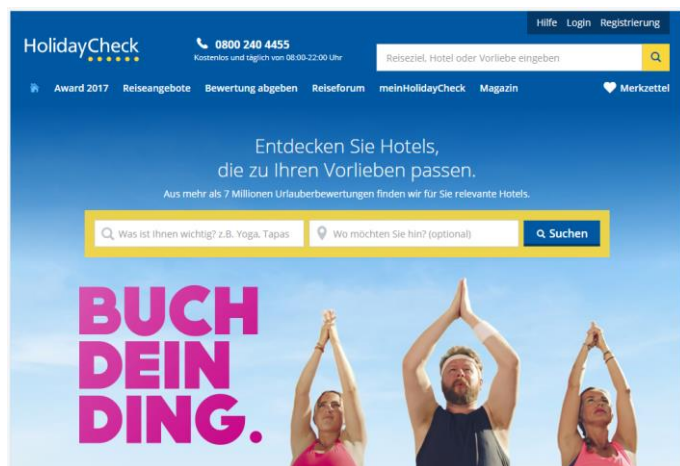 Hilfe Login Registrierung
HolidayCheck
0800 240 4455
Kostenlos und täglich von 08:00-22:00 Uhr
Reiseziel, Hotel oder Vorliebe eingeben
Award 2017 Reiseangebote Bewertung abgeben Reiseforum meinHolidayCheck Magazin Merkzettel
Entdecken Sie Hotels,
die zu Ihren Vorlieben passen.
Aus mehr als 7 Millionen Urlauberbewertungen finden wir für Sie relevante Hotels.
Was ist Ihnen wichtig? z.B. Yoga, Tapas Wo möchten Sie hin? (optional) Suchen
BUCH
DEIN
DING.